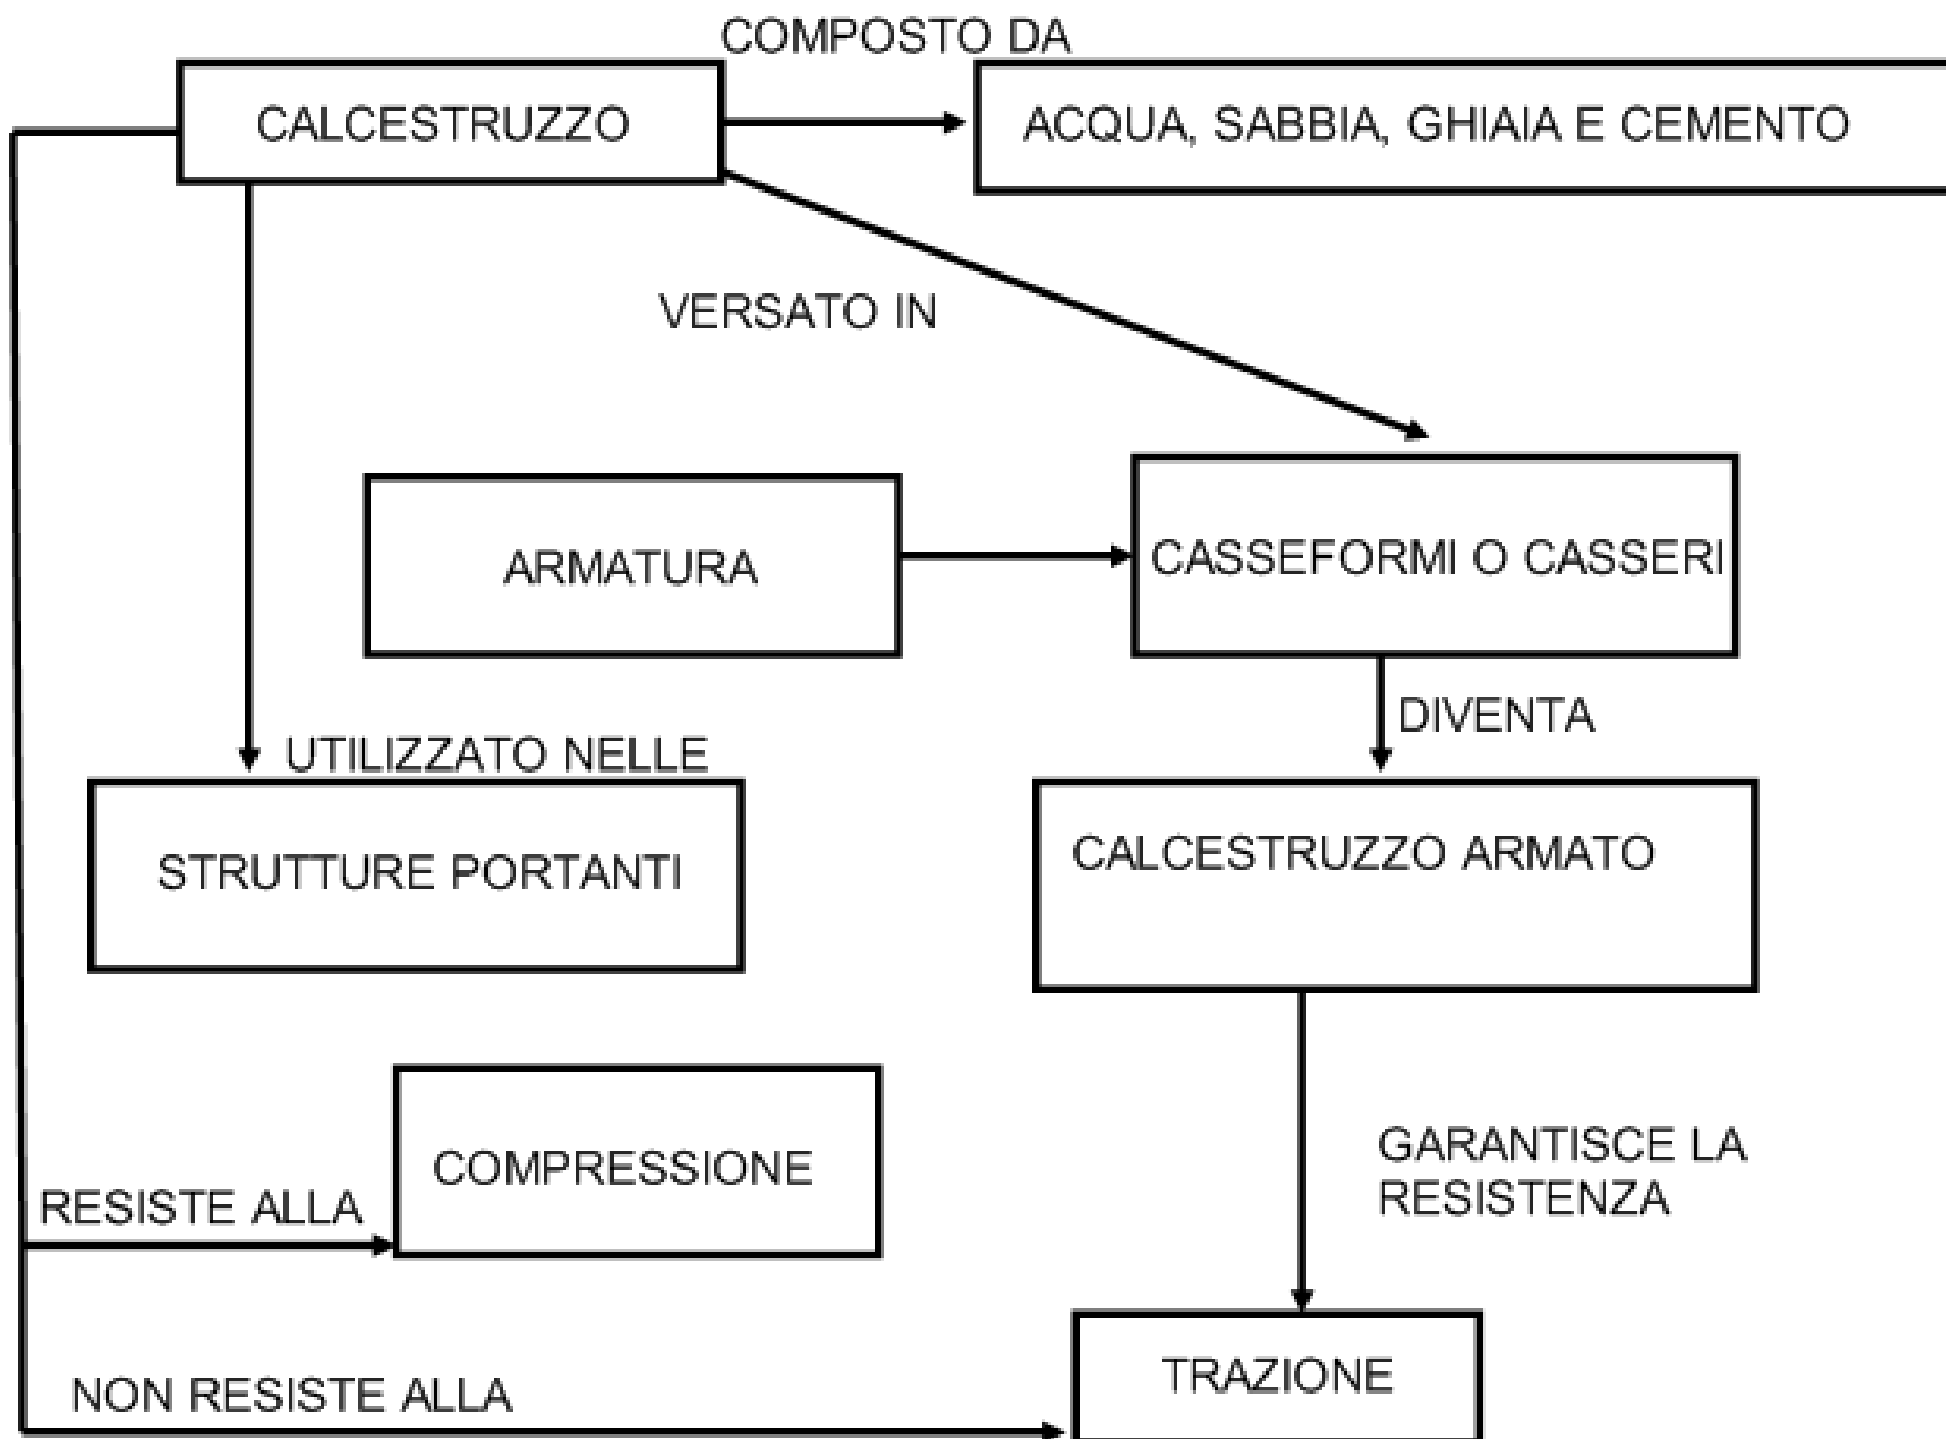 COMPOSTO DA
CALCESTRUZZO
ACQUA, SABBIA, GHIAIA E CEMENTO
VERSATO IN
ARMATURA
CASSEFORMI O CASSERI
DIVENTA
UTILIZZATO NELLE
STRUTTURE PORTANTI
CALCESTRUZZO ARMATO
COMPRESSIONE
GARANTISCE LA
RESISTENZA
RESISTE ALLA
TRAZIONE
NON RESISTE ALLA